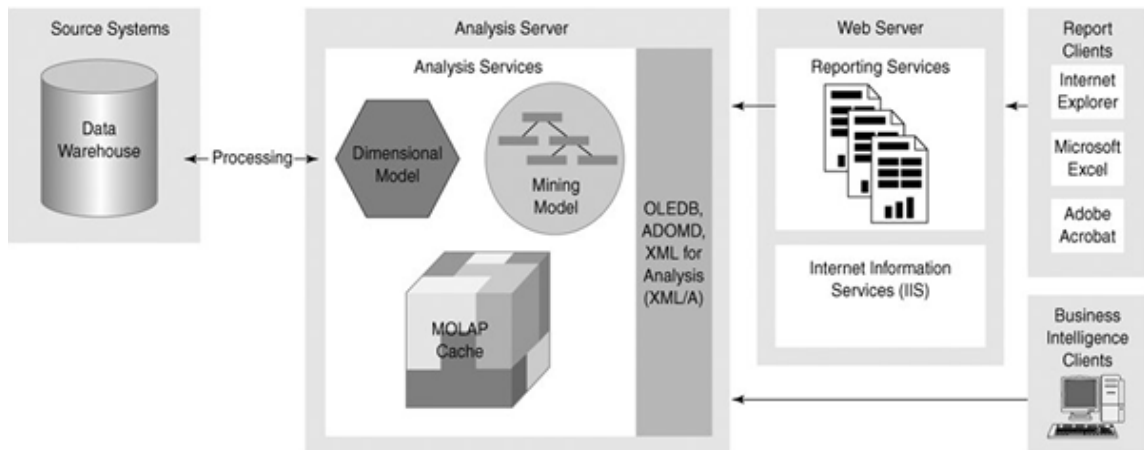 Source Systems
Data
Warehouse
Processing
Analysis Server
Analysis Services
Dimensional
Model
Mining
Model
MOLAP
Cache
OLEDB,
ADOMD,
XML for
Analysis
(XML/A)
Web Server
Reporting Services
Internet Information
Services (IIS)
Report
Clients
Internet
Explorer
Microsoft
Excel
Adobe
Acrobat
Business
Intelligence
Clients